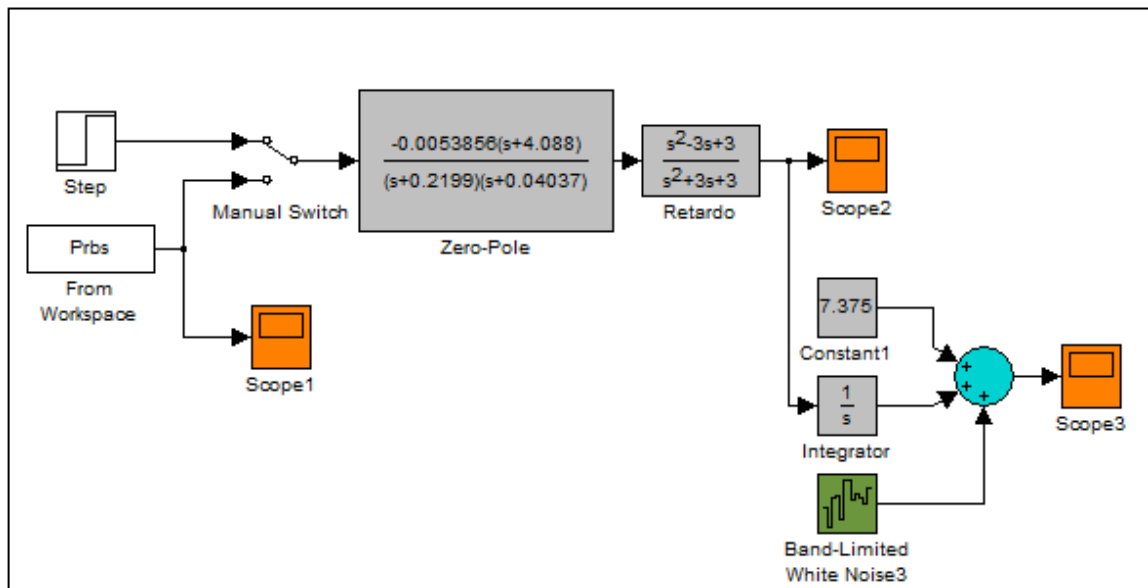 Step
Manual Switch
Prbs
From
Workspace
Scope1
-0.0053856(s+4.088)
(s+0.2199)(s+0.04037)
Zero-Pole
s²-3s+3
s²+3s+3
Retardo
Scope2
7.375
Constant1
+
+
+
1
s
Integrator
Scope3
Band-Limited
White Noise3